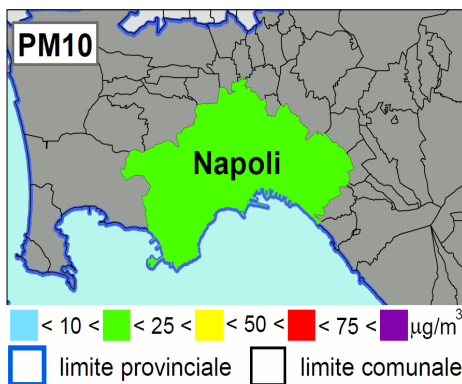 PM10
Napoli
< 10 < < 25 < < 50 < < 75 < μg/m³
limite provinciale limite comunale